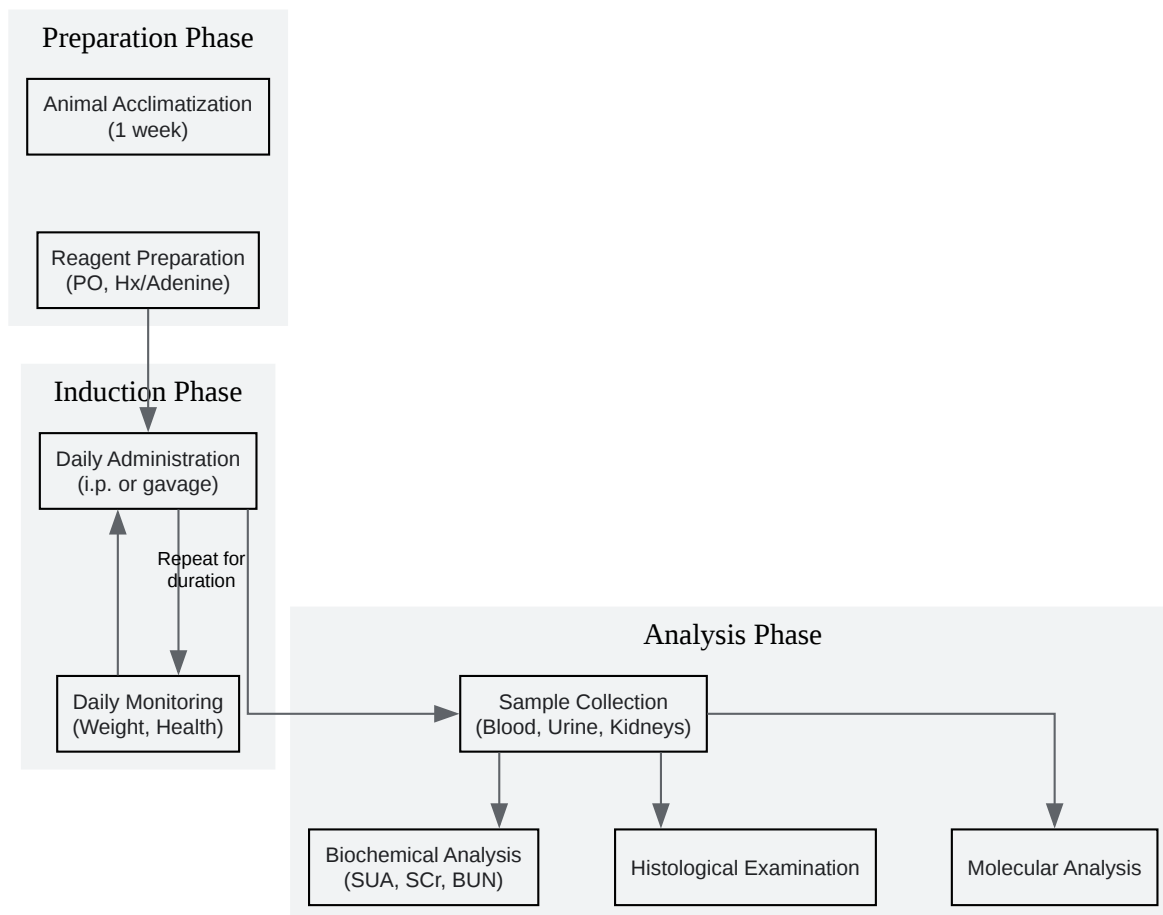 Preparation Phase
Animal Acclimatization
(1 week)
Reagent Preparation
(PO, Hx/Adenine)
Induction Phase
Daily Administration
(i.p. or gavage)
Repeat for
duration
Daily Monitoring
(Weight, Health)
Analysis Phase
Sample Collection
(Blood, Urine, Kidneys)
Biochemical Analysis
(SUA, SCr, BUN)
Histological Examination
Molecular Analysis